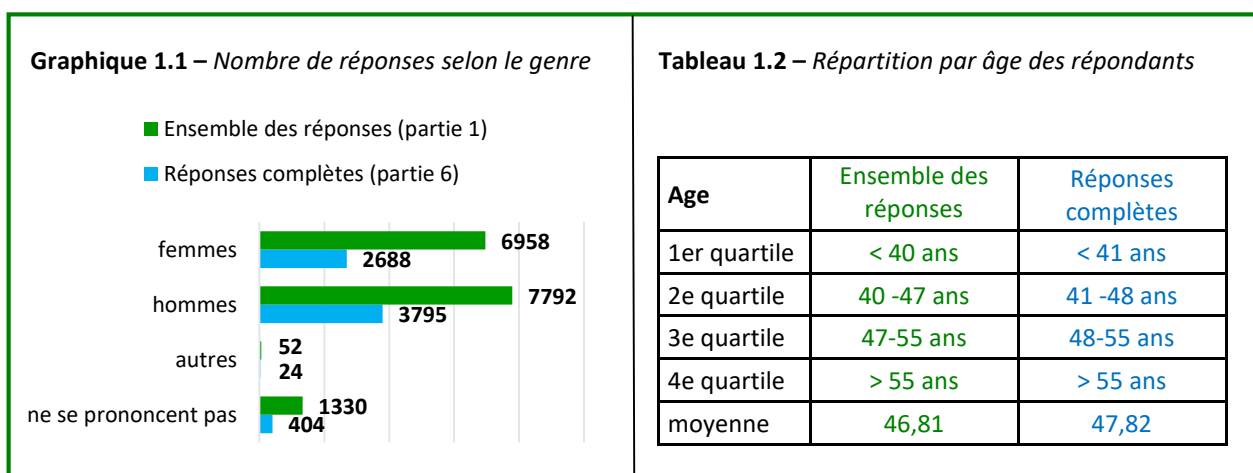 Graphique 1.1 – Nombre de réponses selon le genre
Ensemble des réponses (partie 1)
Réponses complètes (partie 6)
femmes
6958
2688
hommes
7792
3795
autres
52
24
ne se prononcent pas
1330
404
Tableau 1.2 – Répartition par âge des répondants
Age
Ensemble des
réponses
Réponses
complètes
1er quartile
< 40 ans
< 41 ans
2e quartile
40 -47 ans
41 -48 ans
3e quartile
47-55 ans
48-55 ans
4e quartile
> 55 ans
> 55 ans
moyenne
46,81
47,82